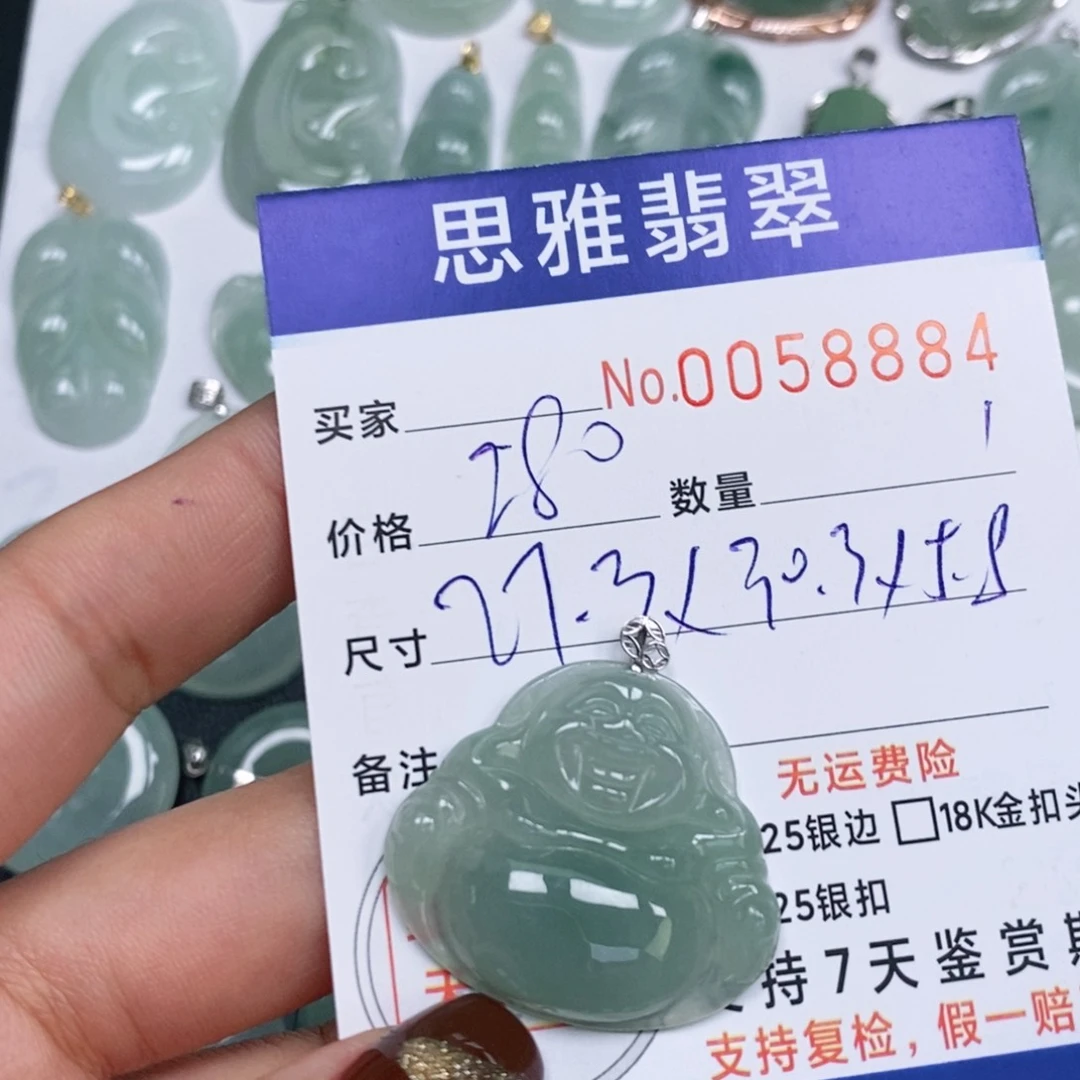 思雅翡翠
No.0058884
买家
价格 280 数量 1
尺寸 27.3x30.3x5.8
备注
无运费险
25银边 □18K金扣头
25银扣
支持7天鉴赏期
支持复检，假一赔